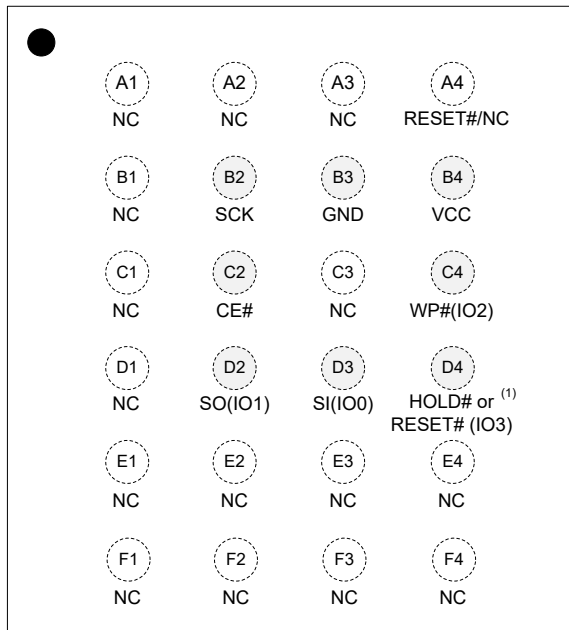 A1 A2 A3 A4
NC NC NC RESET#/NC
B1 B2 B3 B4
NC SCK GND VCC
C1 C2 C3 C4
NC CE# NC WP#(IO2)
D1 D2 D3 D4
NC SO(IO1) SI(IO0) HOLD# or (1)
RESET# (IO3)
E1 E2 E3 E4
NC NC NC NC
F1 F2 F3 F4
NC NC NC NC